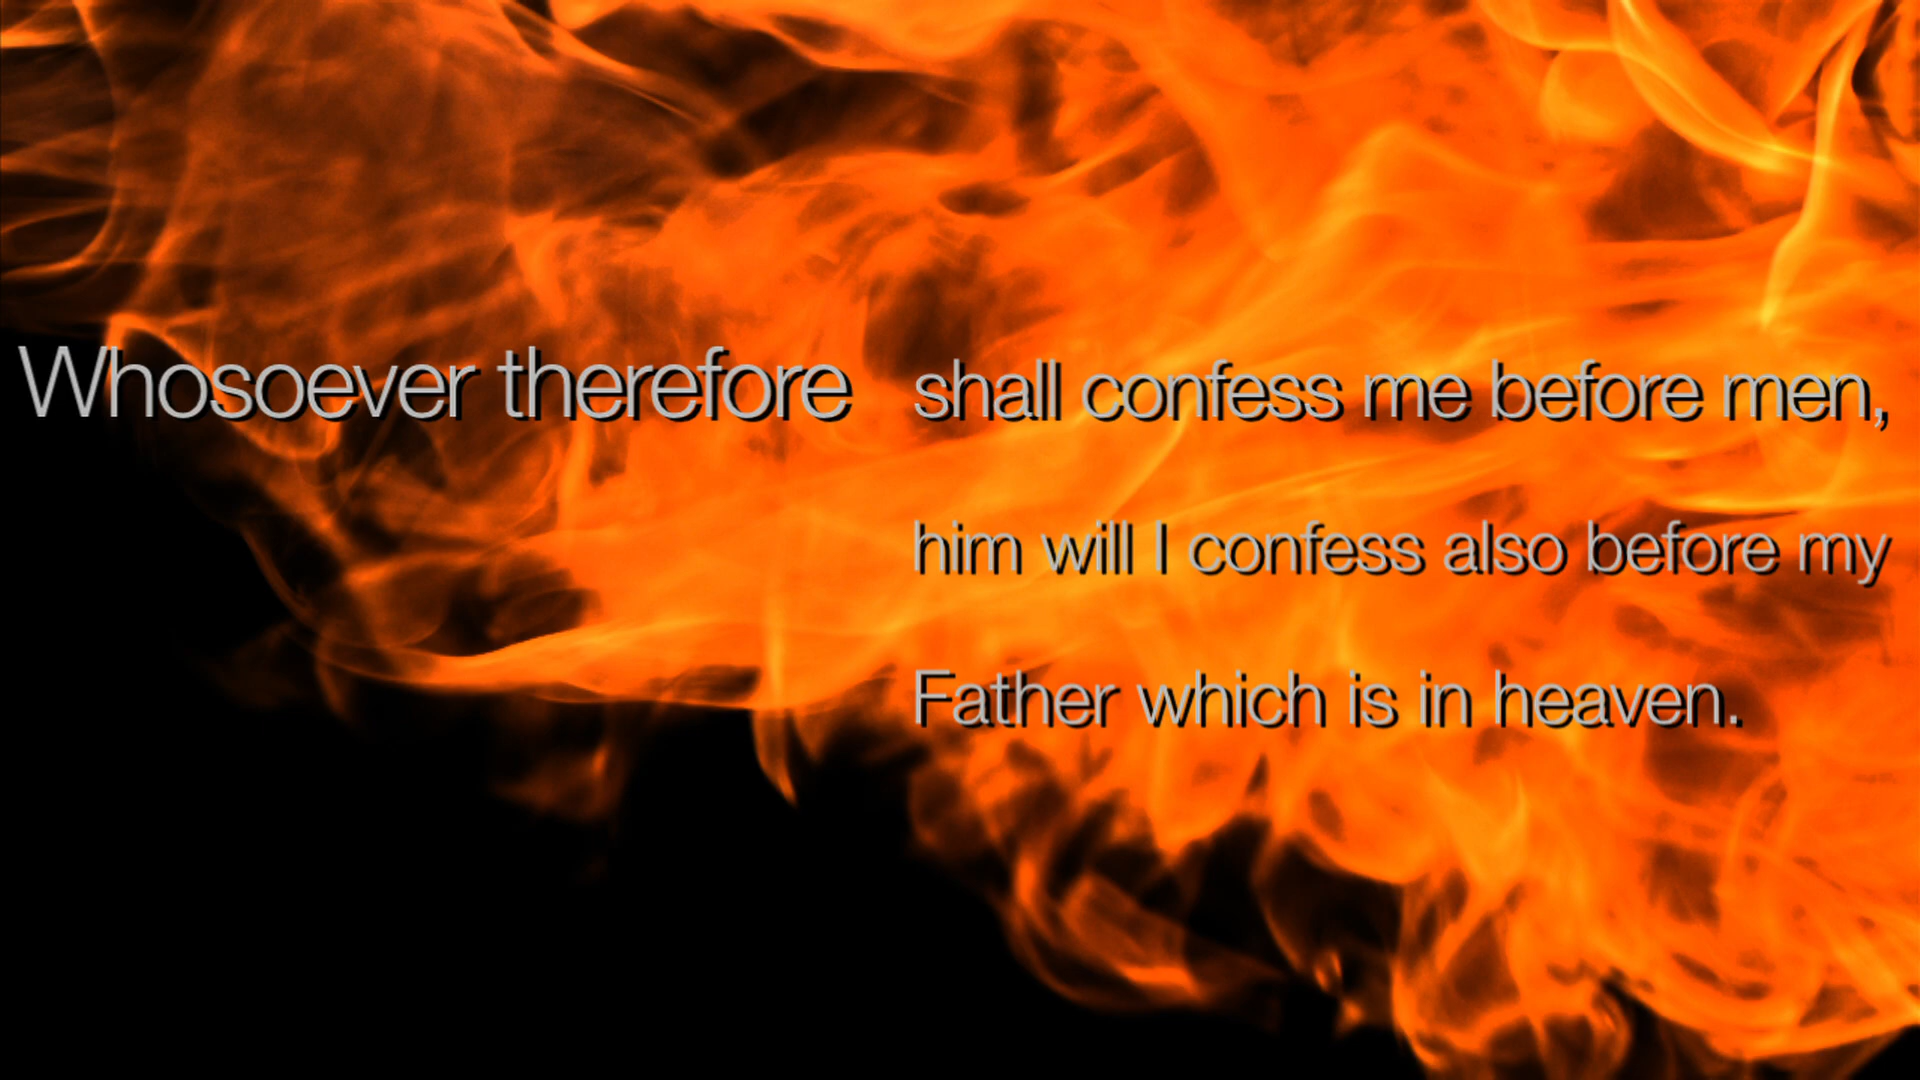 Whosoever therefore shall confess me before men,
him will I confess also before my
Father which is in heaven.